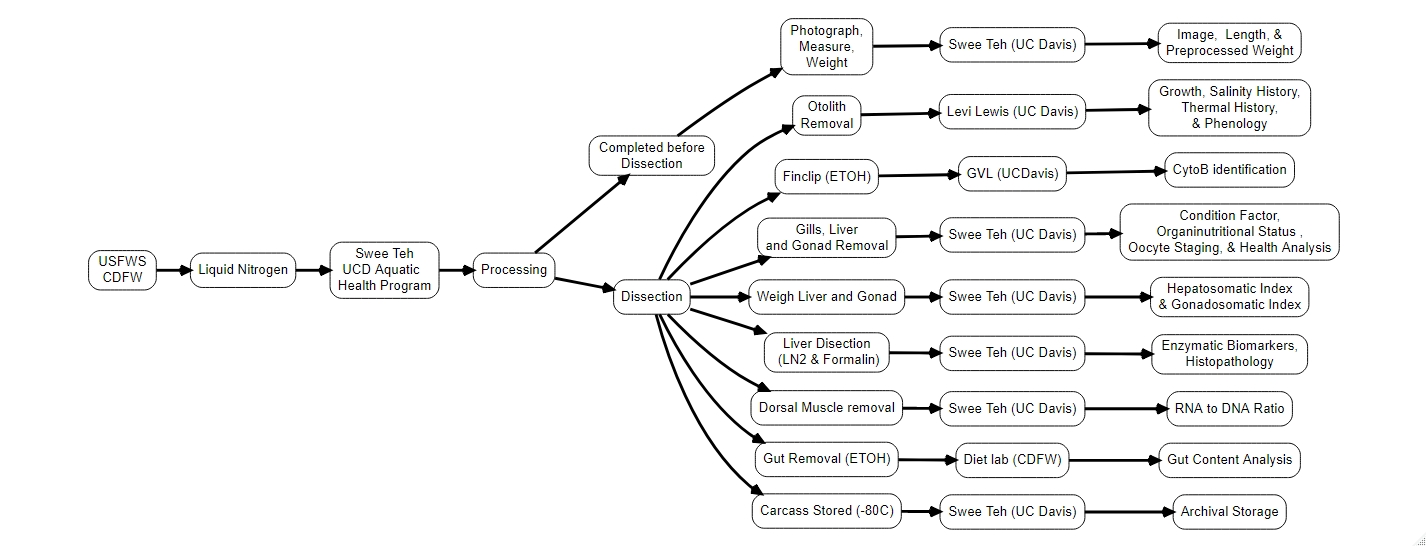 USFWS
CDFW
Liquid Nitrogen
Swee Teh
UCD Aquatic
Health Program
Processing
Completed before
Dissection
Dissection
Photograph,
Measure,
Weight
Swee Teh (UC Davis)
Image, Length, &
Preprocessed Weight
Otolith
Removal
Levi Lewis (UC Davis)
Growth, Salinity History,
Thermal History,
& Phenology
Finclip (ETOH)
GVL (UCDavis)
CytoB identification
Gills, Liver
and Gonad Removal
Swee Teh (UC Davis)
Condition Factor,
Organinutritional Status ,
Oocyte Staging, & Health Analysis
Weigh Liver and Gonad
Swee Teh (UC Davis)
Hepatosomatic Index
& Gonadosomatic Index
Liver Disection
(LN2 & Formalin)
Swee Teh (UC Davis)
Enzymatic Biomarkers,
Histopathology
Dorsal Muscle removal
Swee Teh (UC Davis)
RNA to DNA Ratio
Gut Removal (ETOH)
Diet lab (CDFW)
Gut Content Analysis
Carcass Stored (-80C)
Swee Teh (UC Davis)
Archival Storage